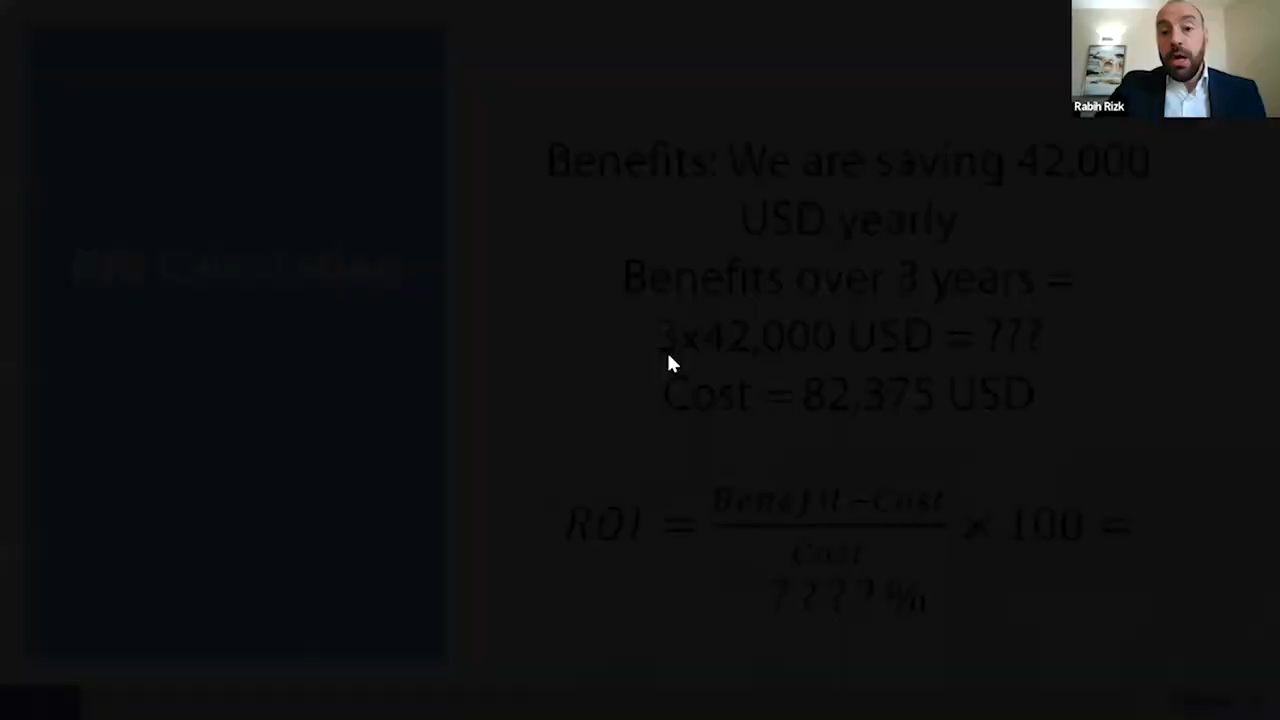 Rabih Rizk
Benefits: We are saving 42,000
USD yearly
Benefits over 3 years =
3x42,000 USD = ???
Cost = 82,375 USD
ROI = Benefit−Cost / Cost × 100 =
????%